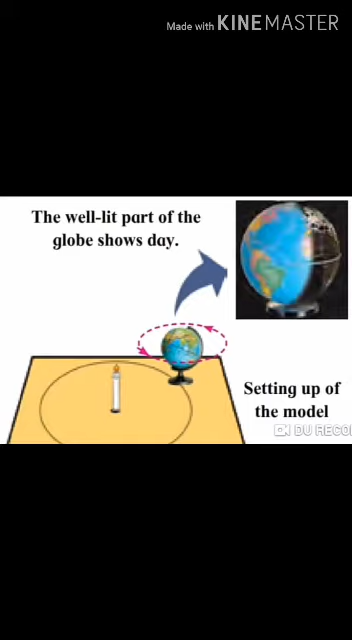 Made with KINEMASTER
The well-lit part of the
globe shows day.
Setting up of
the model
DU RECO